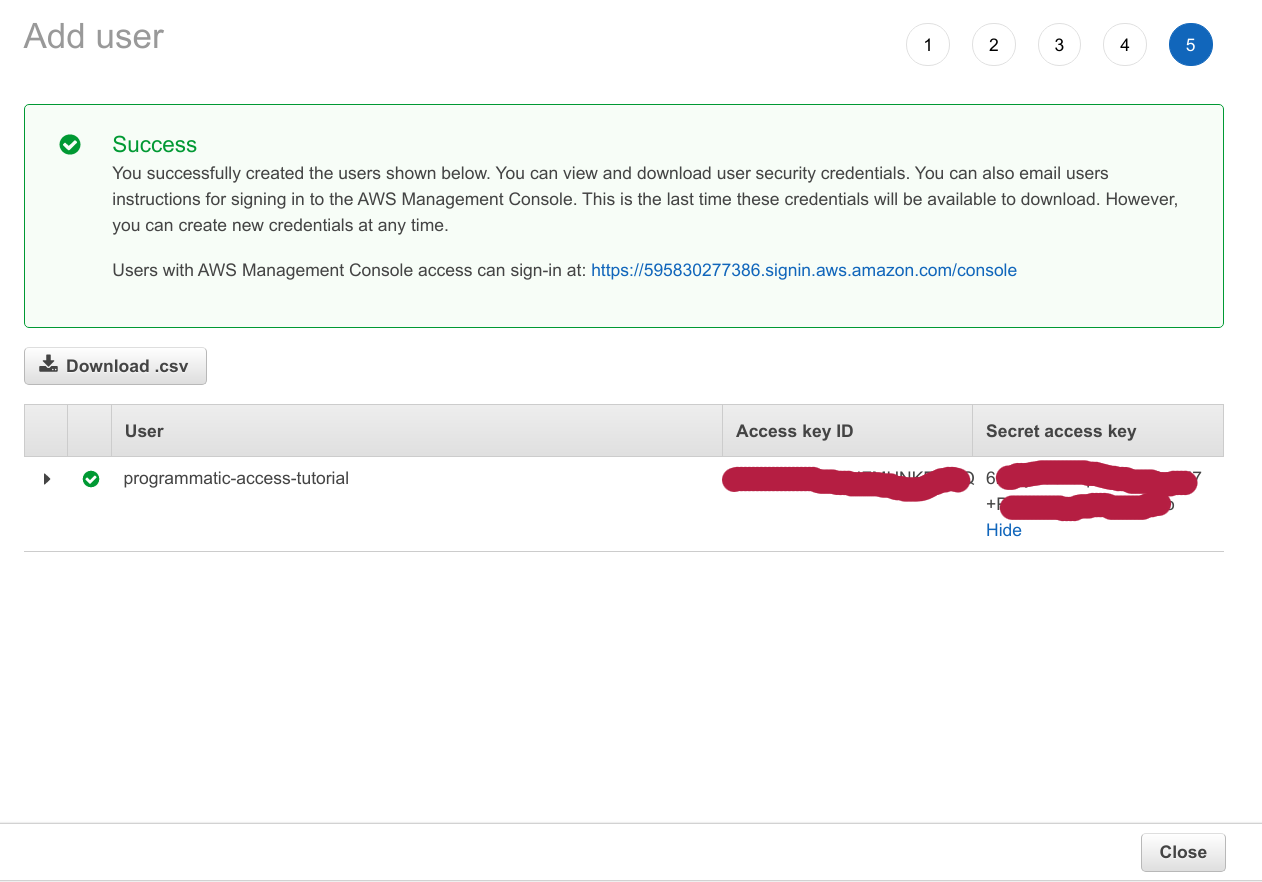 Add user
1 2 3 4 5
Success
You successfully created the users shown below. You can view and download user security credentials. You can also email users
instructions for signing in to the AWS Management Console. This is the last time these credentials will be available to download. However,
you can create new credentials at any time.
Users with AWS Management Console access can sign-in at: https://595830277386.signin.aws.amazon.com/console
Download .csv
User Access key ID Secret access key
programmatic-access-tutorial
Hide
Close